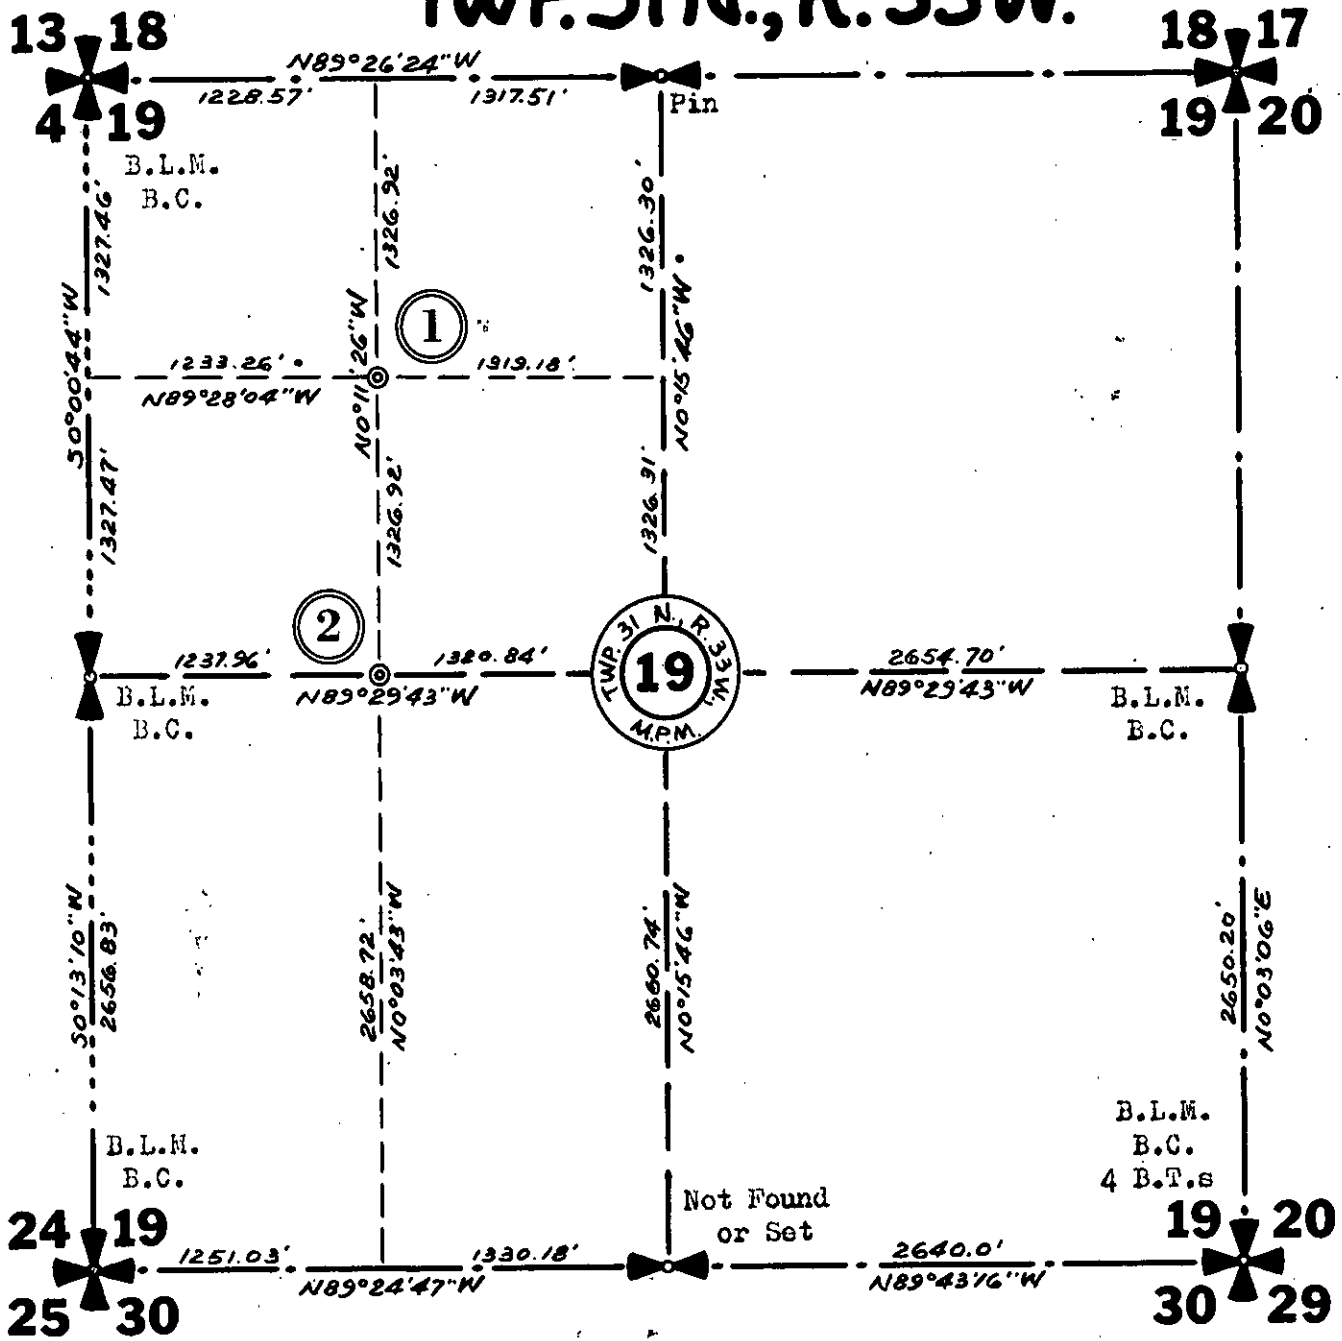 TWP. 31 N., R. 33 W.
13 18
18 17
N89°26'24"W
1228.57'
1317.51'
Pin
4 19
19 20
B.L.M.
B.C.
1327.46'
1326.92'
1326.30'
S0°00'44"W
N0°11'26"W
N0°15'46"W
1
1233.26'
1319.18'
N89°28'04"W
1327.47'
1326.92'
1326.31'
2
1237.96'
1320.84'
N89°29'43"W
TWP. 31 N., R. 33 W.,
19
M.P.M.
2654.70'
N89°29'43"W
B.L.M.
B.C.
B.L.M.
B.C.
S0°13'10"W
2656.83'
2658.72'
N0°03'43"W
2660.74'
N0°15'46"W
2650.20'
N0°03'06"E
B.L.M.
B.C.
B.L.M.
B.C.
4 B.T.s
Not Found
or Set
24 19
19 20
1251.03'
1330.18'
N89°24'47"W
2640.0'
N89°43'16"W
25 30
30 29